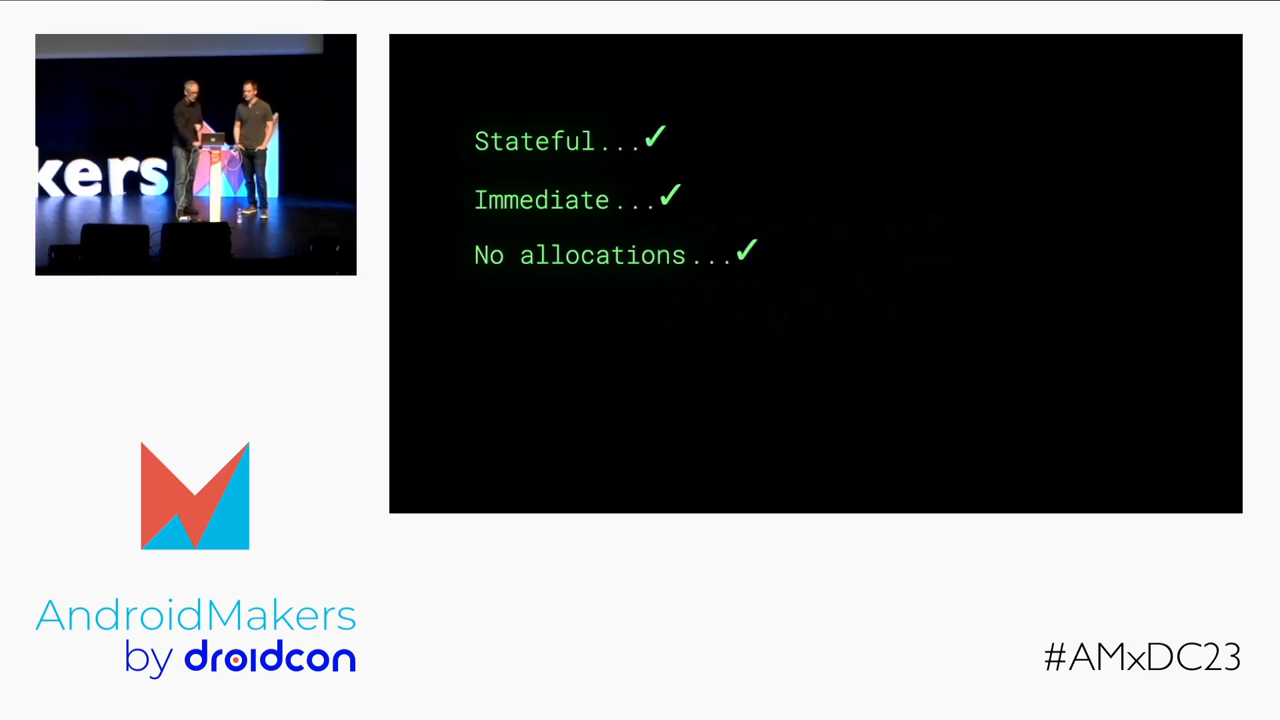 kers
Stateful...✓
Immediate...✓
No allocations...✓
AndroidMakers
by droidcon
#AMxDC23